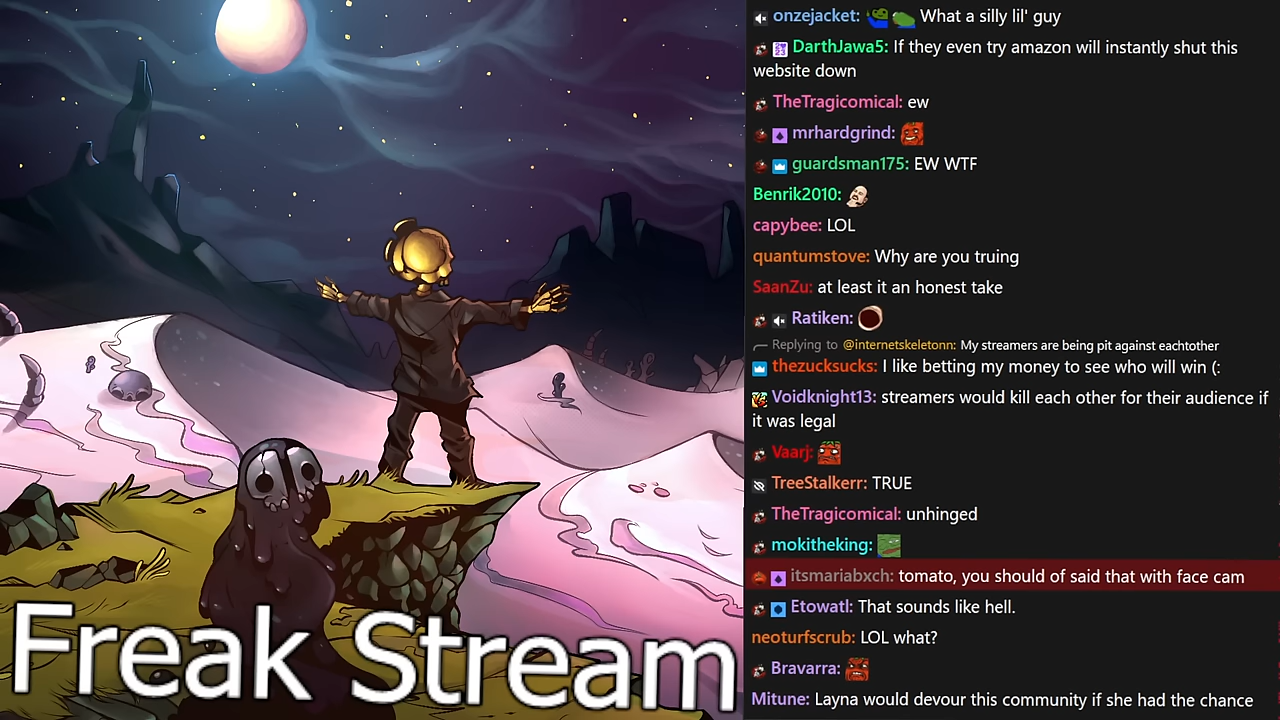 Freak Stream
onzejacket: What a silly lil' guy
DarthJawa5: If they even try amazon will instantly shut this
website down
TheTragicomical: ew
mrhardgrind:
guardsman175: EW WTF
Benrik2010:
capybee: LOL
quantumstove: Why are you truing
SaanZu: at least it an honest take
Ratiken:
Replying to @internetskeletonn: My streamers are being pit against eachtother
thezucksucks: I like betting my money to see who will win (:
Voidknight13: streamers would kill each other for their audience if
it was legal
Vaarj:
TreeStalkerr: TRUE
TheTragicomical: unhinged
mokitheking:
itsmariabxch: tomato, you should of said that with face cam
Etowatl: That sounds like hell.
neoturfscrub: LOL what?
Bravarra:
Mitune: Layna would devour this community if she had the chance